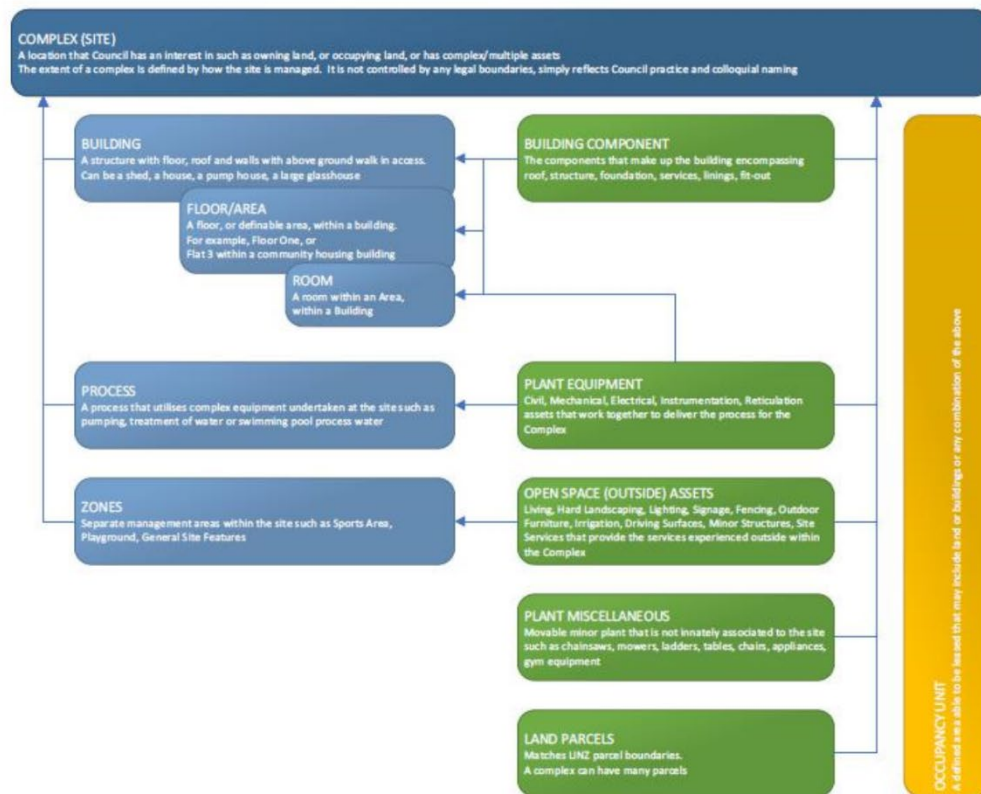 COMPLEX (SITE)
A location that Council has an interest in such as owning land, or occupying land, or has complex/multiple assets
The extent of a complex is defined by how the site is managed. It is not controlled by any legal boundaries, simply reflects Council practice and colloquial naming
BUILDING
A structure with floor, roof and walls with above ground walk in access.
Can be a shed, a house, a pump house, a large glasshouse
FLOOR/AREA
A floor, or definable area, within a building.
For example, Floor One, or
Flat 3 within a community housing building
ROOM
A room within an Area,
within a Building
PROCESS
A process that utilises complex equipment undertaken at the site such as
pumping, treatment of water or swimming pool process water
ZONES
Separate management areas within the site such as Sports Area,
Playground, General Site Features
BUILDING COMPONENT
The components that make up the building encompassing
roof, structure, foundation, services, linings, fit-out
PLANT EQUIPMENT
Civil, Mechanical, Electrical, Instrumentation, Reticulation
assets that work together to deliver the process for the
Complex
OPEN SPACE (OUTSIDE) ASSETS
Living, Hard Landscaping, Lighting, Signage, Fencing, Outdoor
Furniture, Irrigation, Driving Surfaces, Minor Structures, Site
Services that provide the services experienced outside within
the Complex
PLANT MISCELLANEOUS
Movable minor plant that is not innately associated to the site
such as chainsaws, mowers, ladders, tables, chairs, appliances,
gym equipment
LAND PARCELS
Matches LINZ parcel boundaries.
A complex can have many parcels
OCCUPANCY UNIT
A defined area able to be leased that may include land or buildings or any combination of the above